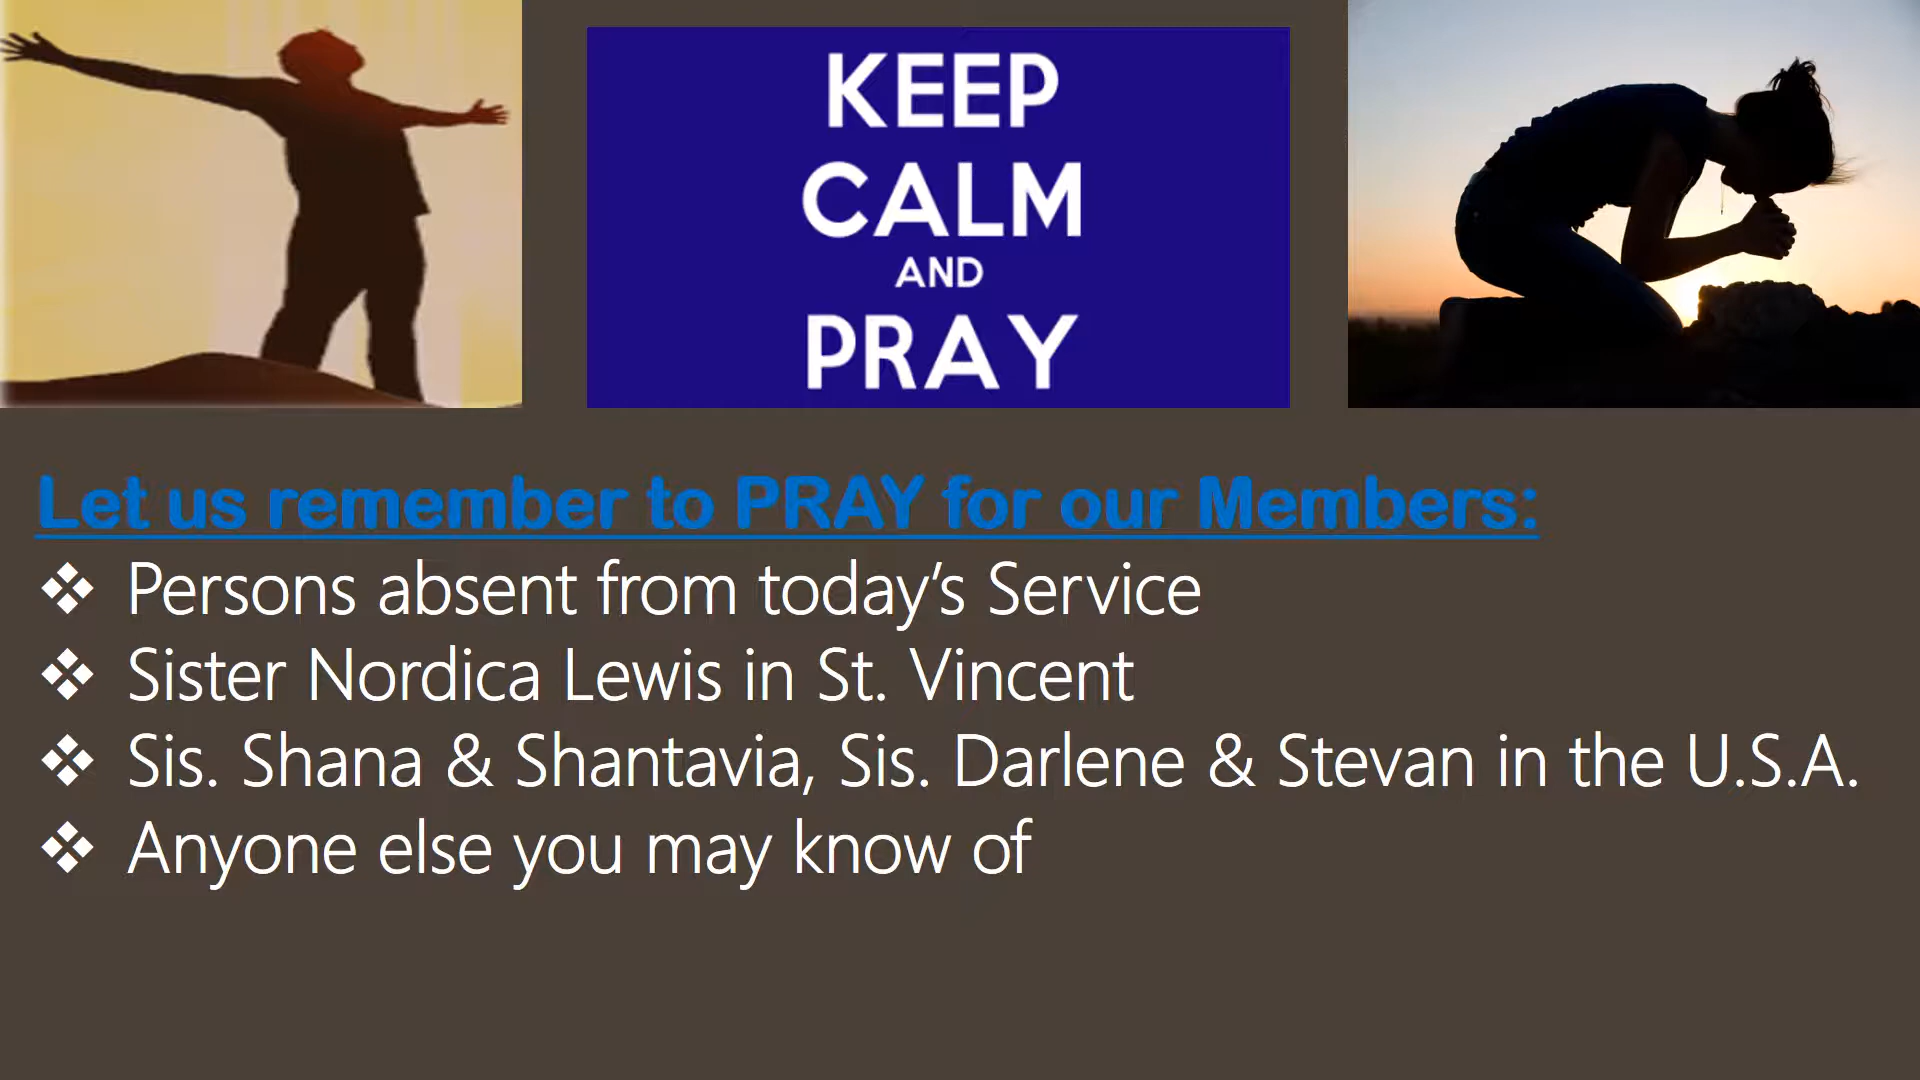 KEEP
CALM
AND
PRAY
Let us remember to PRAY for our Members:
❖ Persons absent from today’s Service
❖ Sister Nordica Lewis in St. Vincent
❖ Sis. Shana & Shantavia, Sis. Darlene & Stevan in the U.S.A.
❖ Anyone else you may know of